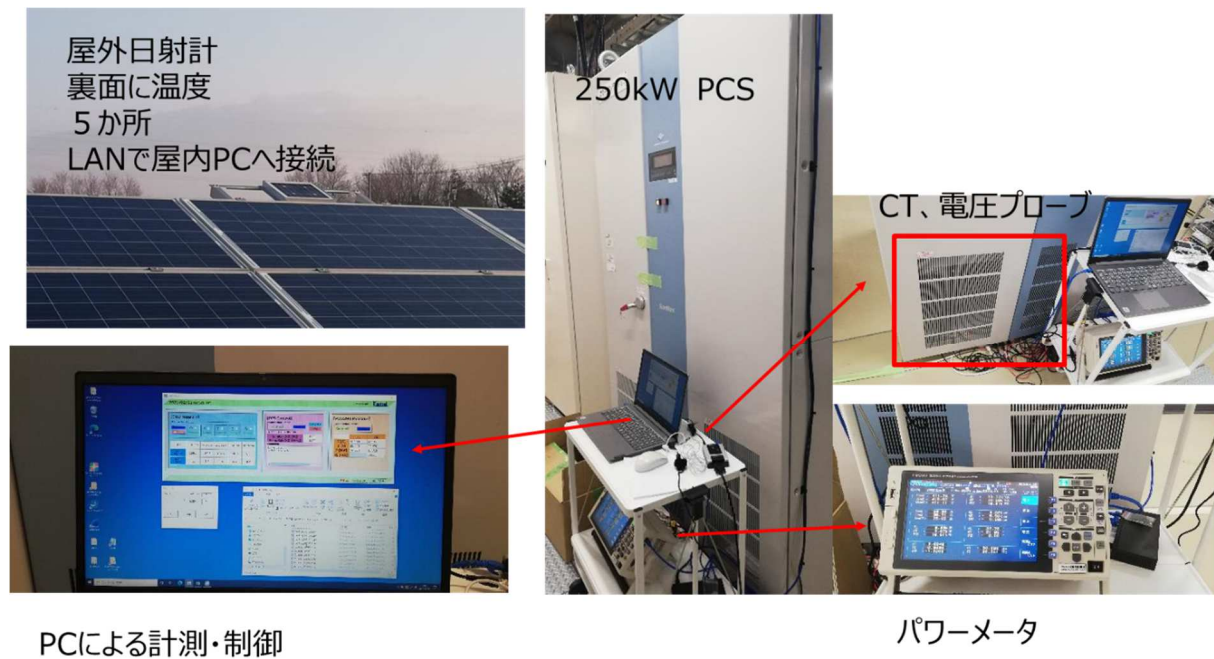 屋外日射計
裏面に温度
５か所
LANで屋内PCへ接続
250kW PCS
CT、電圧プローブ
PCによる計測・制御
パワーメータ